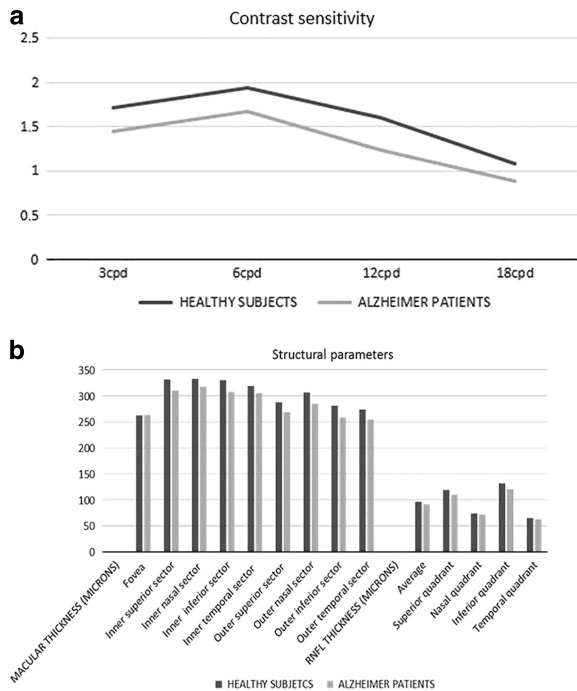 a
Contrast sensitivity
2.5
2
1.5
1
0.5
0
3cpd 6cpd 12cpd 18cpd
HEALTHY SUBJECTS ALZHEIMER PATIENTS
b
Structural parameters
350
300
250
200
150
100
50
0
MACULAR THICKNESS (MICRONS)
Fovea
Inner superior sector
Inner nasal sector
Inner inferior sector
Inner temporal sector
Outer superior sector
Outer nasal sector
Outer inferior sector
Outer temporal sector
RNFL THICKNESS (MICRONS)
Average
Superior quadrant
Nasal quadrant
Inferior quadrant
Temporal quadrant
HEALTHY SUBJETCS ALZHEIMER PATIENTS